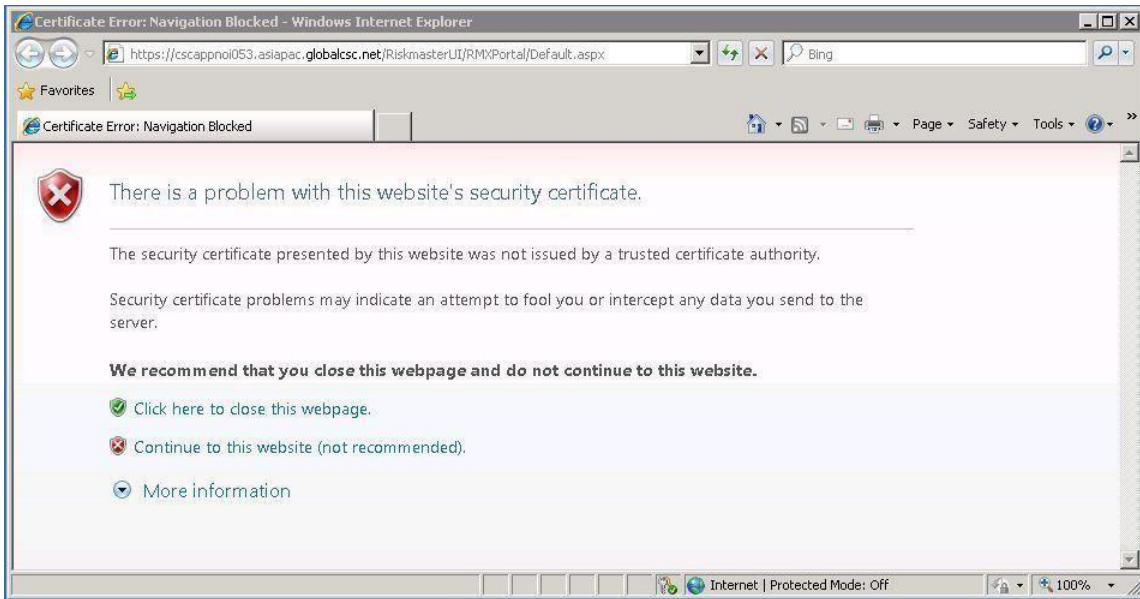 Certificate Error: Navigation Blocked - Windows Internet Explorer
https://cscappnoi053.asiapac.globalcsc.net/RiskmasterUI/RMXPortal/Default.aspx
Bing
Favorites
Certificate Error: Navigation Blocked
Page Safety Tools
There is a problem with this website's security certificate.
The security certificate presented by this website was not issued by a trusted certificate authority.
Security certificate problems may indicate an attempt to fool you or intercept any data you send to the
server.
We recommend that you close this webpage and do not continue to this website.
Click here to close this webpage.
Continue to this website (not recommended).
More information
Internet | Protected Mode: Off
100%